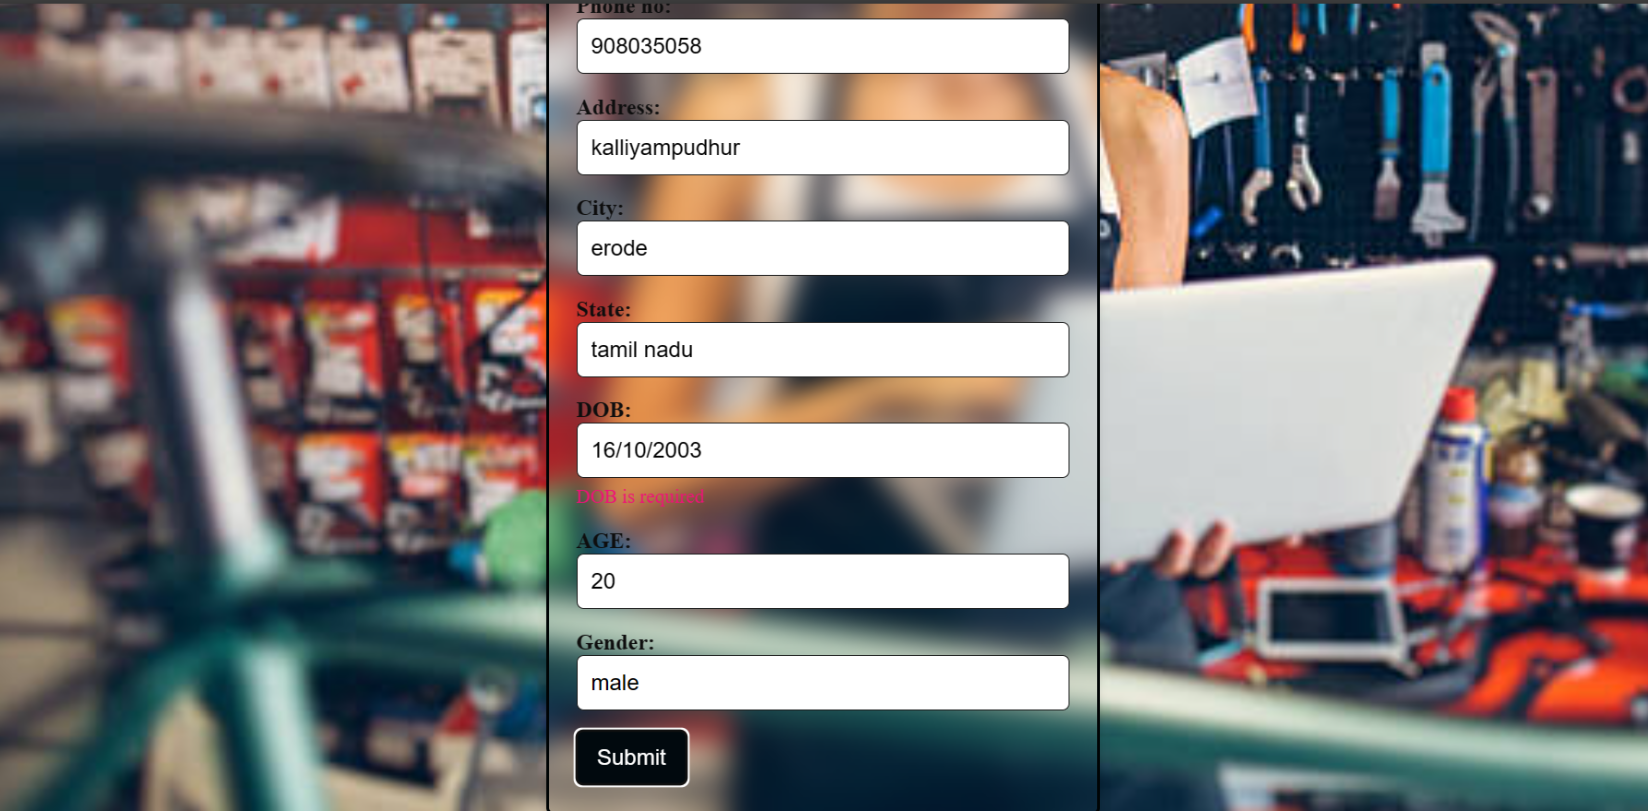 Phone no:
908035058
Address:
kalliyampudhur
City:
erode
State:
tamil nadu
DOB:
16/10/2003
DOB is required
AGE:
20
Gender:
male
Submit